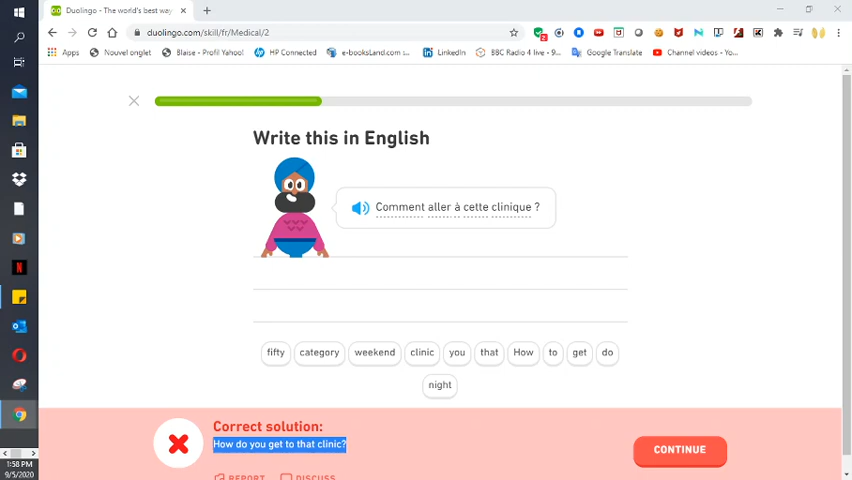 Duolingo - The world's best way
duolingo.com/skill/fr/Medical/2
Apps Nouvel onglet Blaise - Profil Yahoo! HP Connected e-booksLand.com :... LinkedIn BBC Radio 4 live - 9... Google Translate Channel videos - Yo...
Write this in English
Comment aller à cette clinique ?
fifty category weekend clinic you that How to get do
night
Correct solution:
How do you get to that clinic?
CONTINUE
REPORT DISCUSS
1:58 PM
9/5/2020